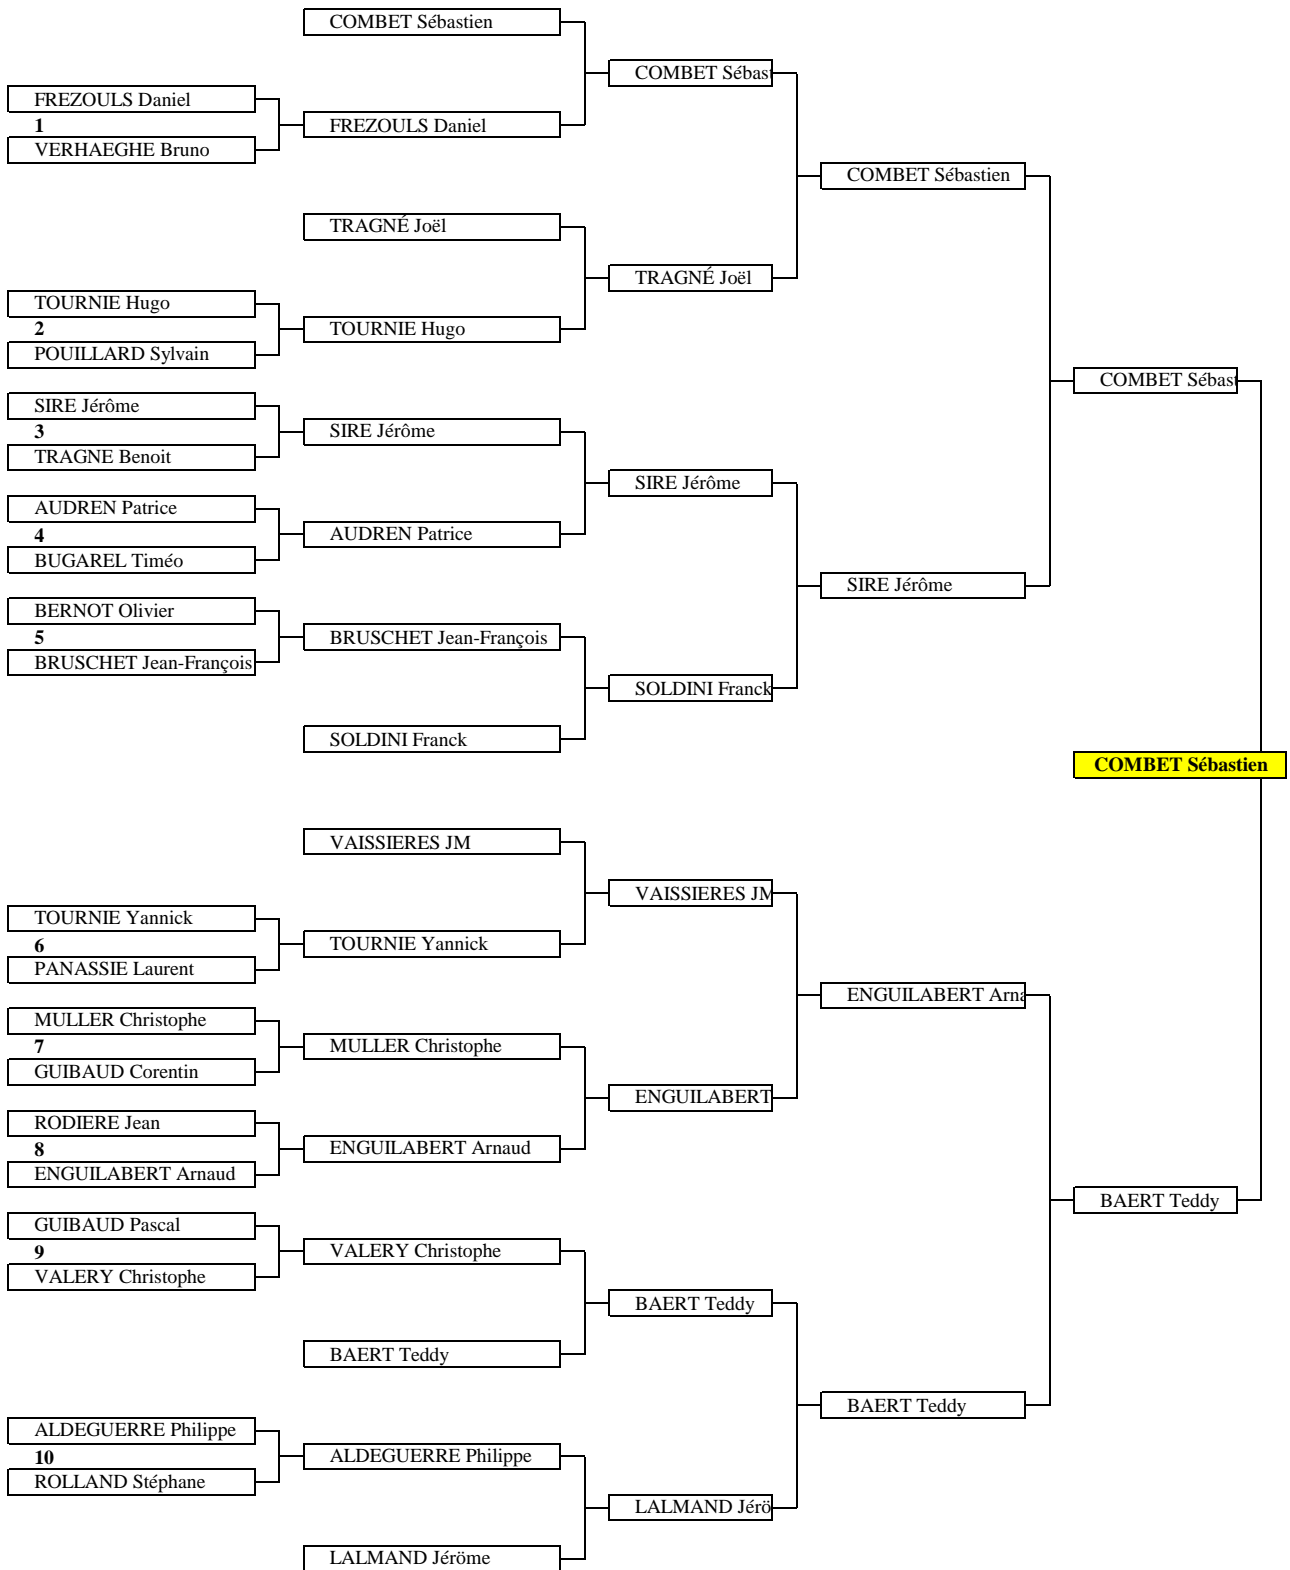 COMBET Sébastien
COMBET Sébast
FREZOULS Daniel
1
FREZOULS Daniel
VERHAEGHE Bruno
COMBET Sébastien
TRAGNÉ Joël
TRAGNÉ Joël
TOURNIE Hugo
2
TOURNIE Hugo
POUILLARD Sylvain
COMBET Sébast
SIRE Jérôme
3
SIRE Jérôme
TRAGNE Benoit
SIRE Jérôme
AUDREN Patrice
4
AUDREN Patrice
BUGAREL Timéo
SIRE Jérôme
BERNOT Olivier
5
BRUSCHET Jean-François
BRUSCHET Jean-François
SOLDINI Franck
SOLDINI Franck
COMBET Sébastien
VAISSIERES JM
VAISSIERES JM
TOURNIE Yannick
6
TOURNIE Yannick
PANASSIE Laurent
ENGUILABERT Arna
MULLER Christophe
7
MULLER Christophe
GUIBAUD Corentin
ENGUILABERT
RODIERE Jean
8
ENGUILABERT Arnaud
ENGUILABERT Arnaud
BAERT Teddy
GUIBAUD Pascal
9
VALERY Christophe
VALERY Christophe
BAERT Teddy
BAERT Teddy
BAERT Teddy
ALDEGUERRE Philippe
10
ALDEGUERRE Philippe
ROLLAND Stéphane
LALMAND Jérö
LALMAND Jéröme